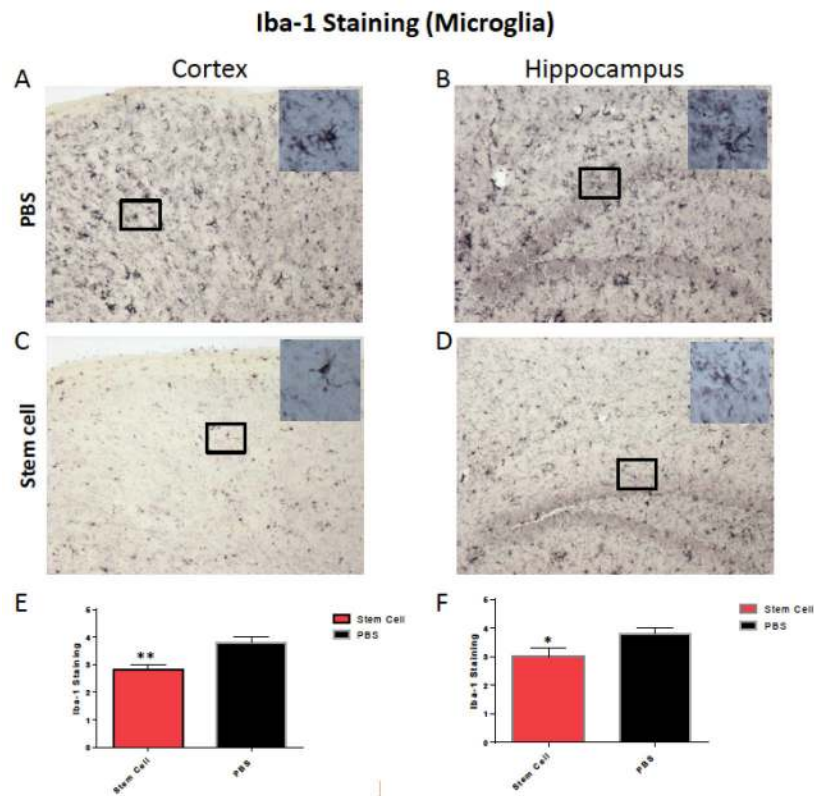 Iba-1 Staining (Microglia)
Cortex
Hippocampus
A
B
PBS
C
D
Stem cell
E
5
4
3
2
1
0
Iba-1 Staining
**
Stem Cell
PBS
Stem Cell
PBS
F
5
4
3
2
1
0
Iba-1 Staining
*
Stem Cell
PBS
Stem Cell
PBS